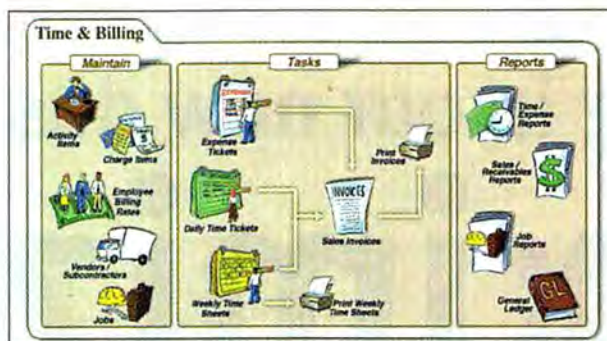 Time & Billing
Maintain
Activity
Items
Charge Items
Employee
Billing
Rates
Vendors /
Subcontractors
Jobs
Tasks
Expense
Tickets
Daily Time Tickets
Weekly Time
Sheets
Print Weekly
Time Sheets
INVOICES
Sales Invoices
Print
Invoices
Reports
Time /
Expense
Reports
Sales /
Receivables
Reports
Job
Reports
GL
General
Ledger